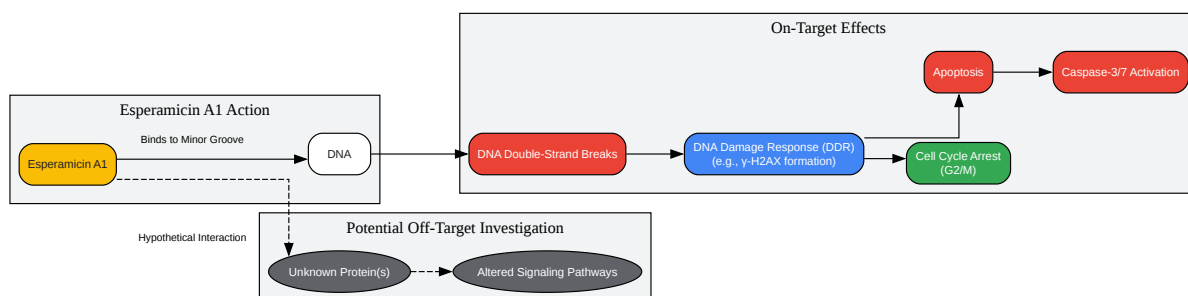 On-Target Effects
Apoptosis
Caspase-3/7 Activation
Esperamicin A1 Action
Binds to Minor Groove
Esperamicin A1
DNA
DNA Double-Strand Breaks
DNA Damage Response (DDR)
(e.g., γ-H2AX formation)
Cell Cycle Arrest
(G2/M)
Hypothetical Interaction
Potential Off-Target Investigation
Unknown Protein(s)
Altered Signaling Pathways